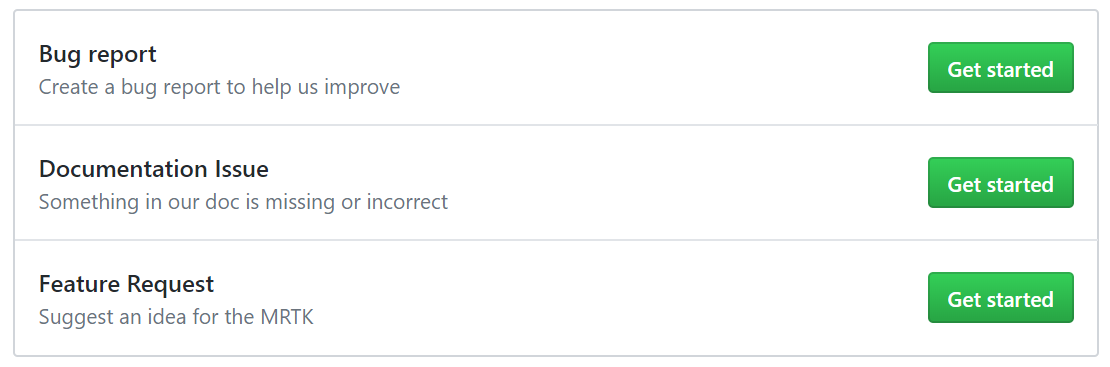 Bug report
Create a bug report to help us improve
Get started
Documentation Issue
Something in our doc is missing or incorrect
Get started
Feature Request
Suggest an idea for the MRTK
Get started